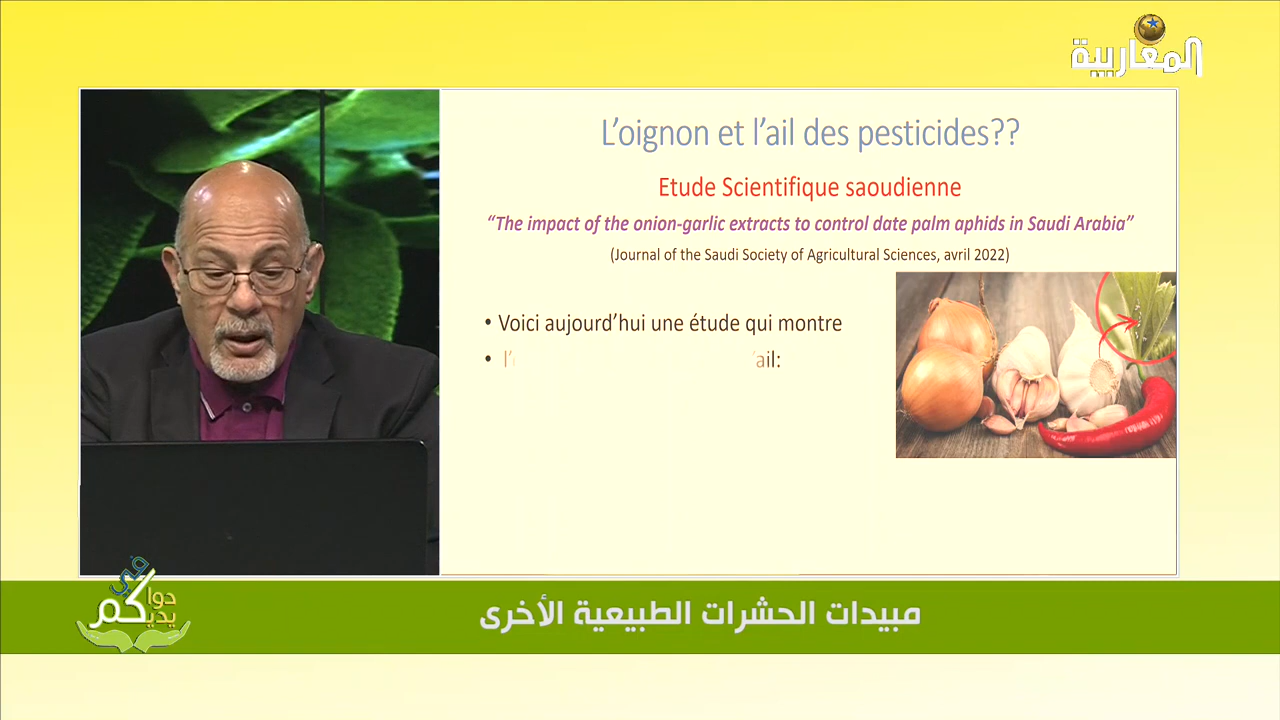 المغاربية
L’oignon et l’ail des pesticides??
Etude Scientifique saoudienne
“The impact of the onion-garlic extracts to control date palm aphids in Saudi Arabia”
(Journal of the Saudi Society of Agricultural Sciences, avril 2022)
• Voici aujourd’hui une étude qui montre
• ’ail:
دواكم في يديكم
مبيدات الحشرات الطبيعية الأخرى